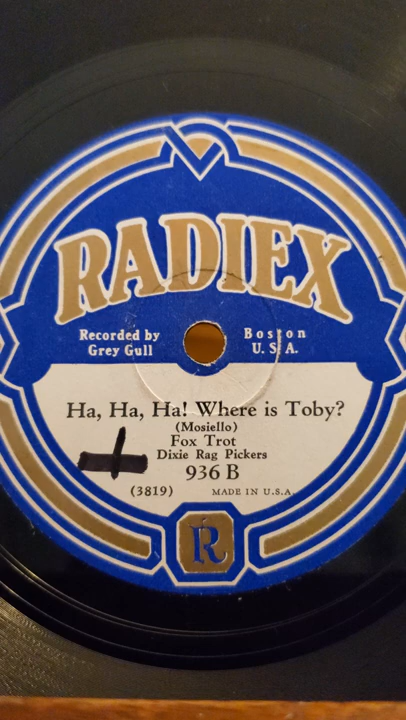 RADIEX
Recorded by Boston
Grey Gull U. S. A.
Ha, Ha, Ha! Where is Toby?
(Mosiello)
Fox Trot
Dixie Rag Pickers
936 B
(3819) MADE IN U.S.A.
R